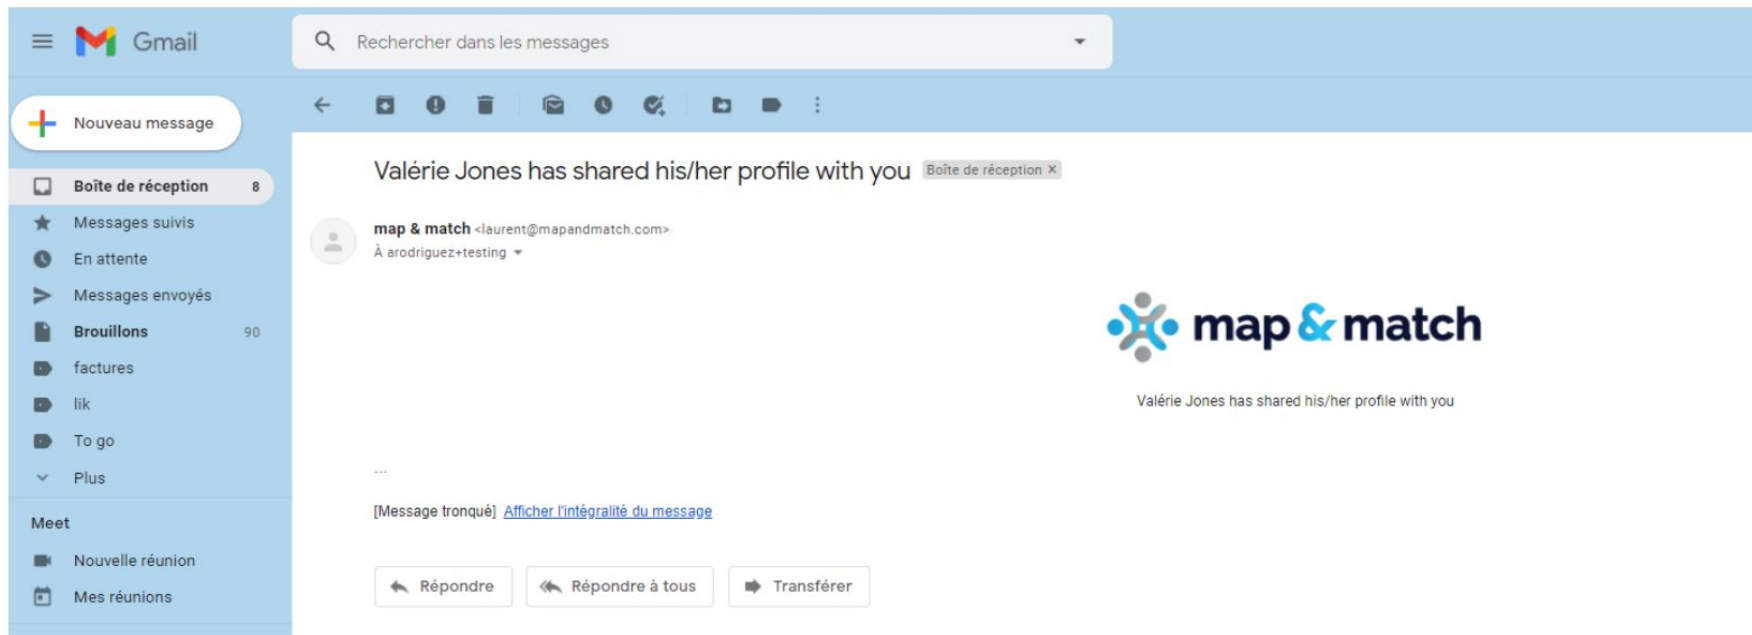 Gmail
Rechercher dans les messages
Nouveau message
Boîte de réception 8
Messages suivis
En attente
Messages envoyés
Brouillons 90
factures
lik
To go
Plus
Meet
Nouvelle réunion
Mes réunions
Valérie Jones has shared his/her profile with you Boîte de réception ×
map & match <laurent@mapandmatch.com>
À arodriguez+testing
map & match
Valérie Jones has shared his/her profile with you
...
[Message tronqué] Afficher l'intégralité du message
Répondre Répondre à tous Transférer